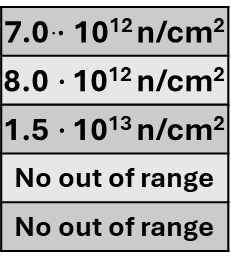 7.0·· 10¹² n/cm²
8.0 · 10¹² n/cm²
1.5 · 10¹³ n/cm²
No out of range
No out of range